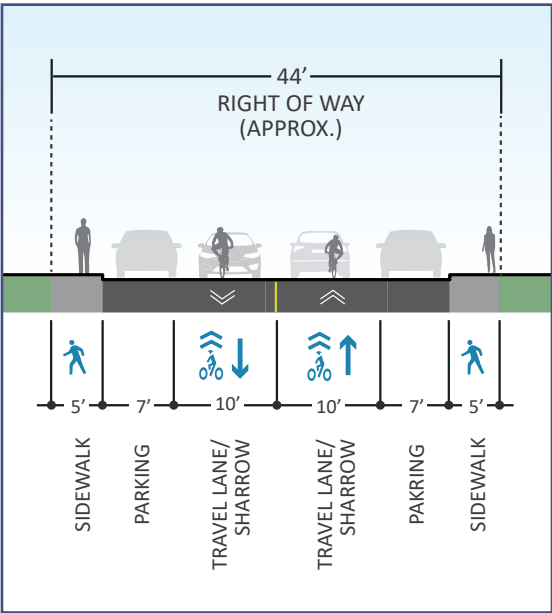 44’
RIGHT OF WAY
(APPROX.)
5’ 7’ 10’ 10’ 7’ 5’
SIDEWALK
PARKING
TRAVEL LANE/
SHARROW
TRAVEL LANE/
SHARROW
PAKRING
SIDEWALK